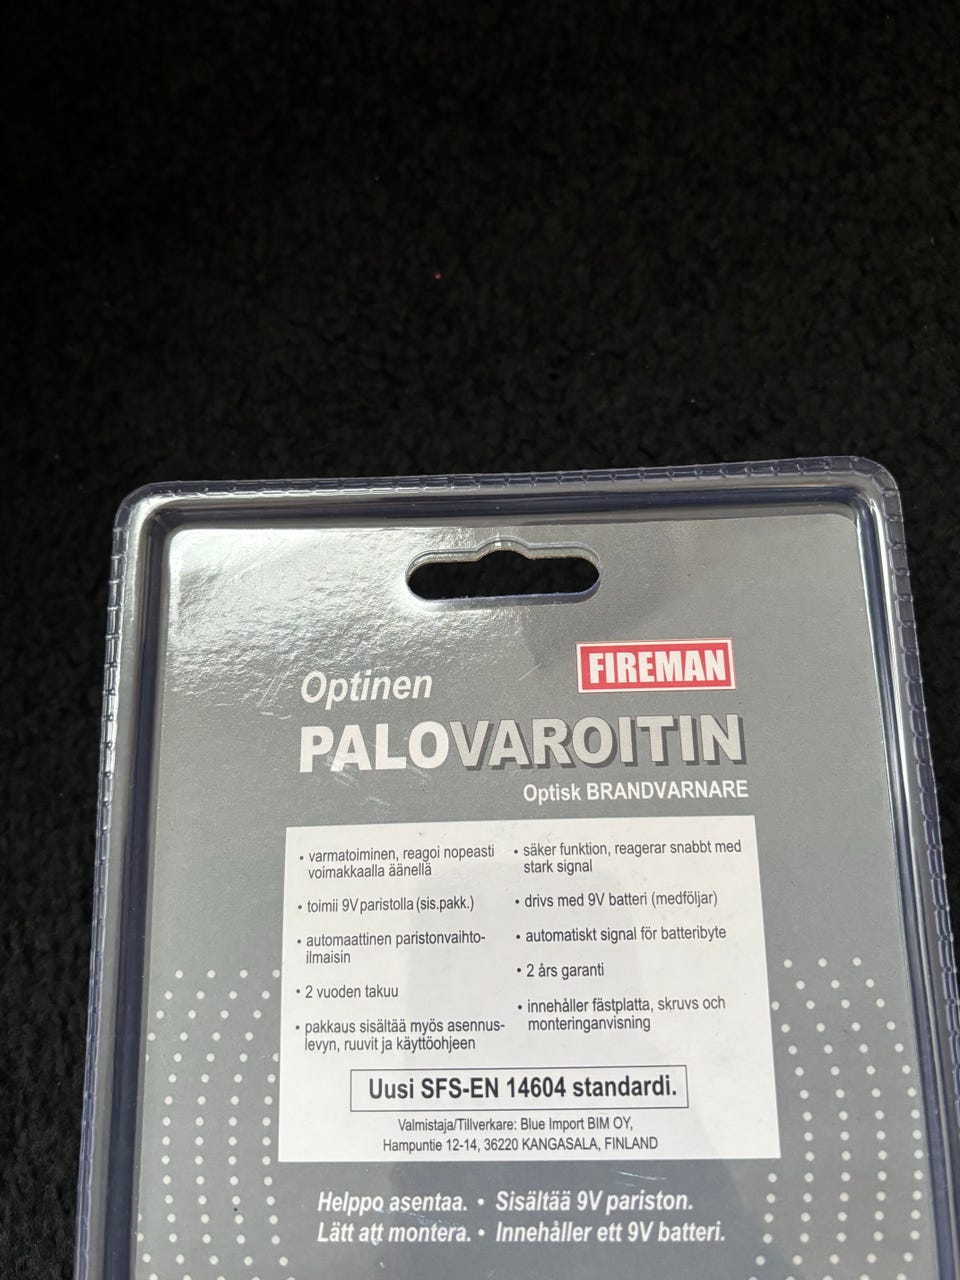 FIREMAN
Optinen
PALOVAROITIN
Optisk BRANDVARNARE
• varmatoiminen, reagoi nopeasti
voimakkaalla äänellä
• toimii 9V paristolla (sis.pakk.)
• automaattinen paristonvaihto-
ilmaisin
• 2 vuoden takuu
• pakkaus sisältää myös asennus-
levyn, ruuvit ja käyttöohjeen
• säker funktion, reagerar snabbt med
stark signal
• drivs med 9V batteri (medföljar)
• automatiskt signal för batteribyte
• 2 års garanti
• innehåller fästplatta, skruvs och
monteringanvisning
Uusi SFS-EN 14604 standardi.
Valmistaja/Tillverkare: Blue Import BIM OY,
Hampuntie 12-14, 36220 KANGASALA, FINLAND
Helppo asentaa. • Sisältää 9V pariston.
Lätt att montera. • Innehåller ett 9V batteri.